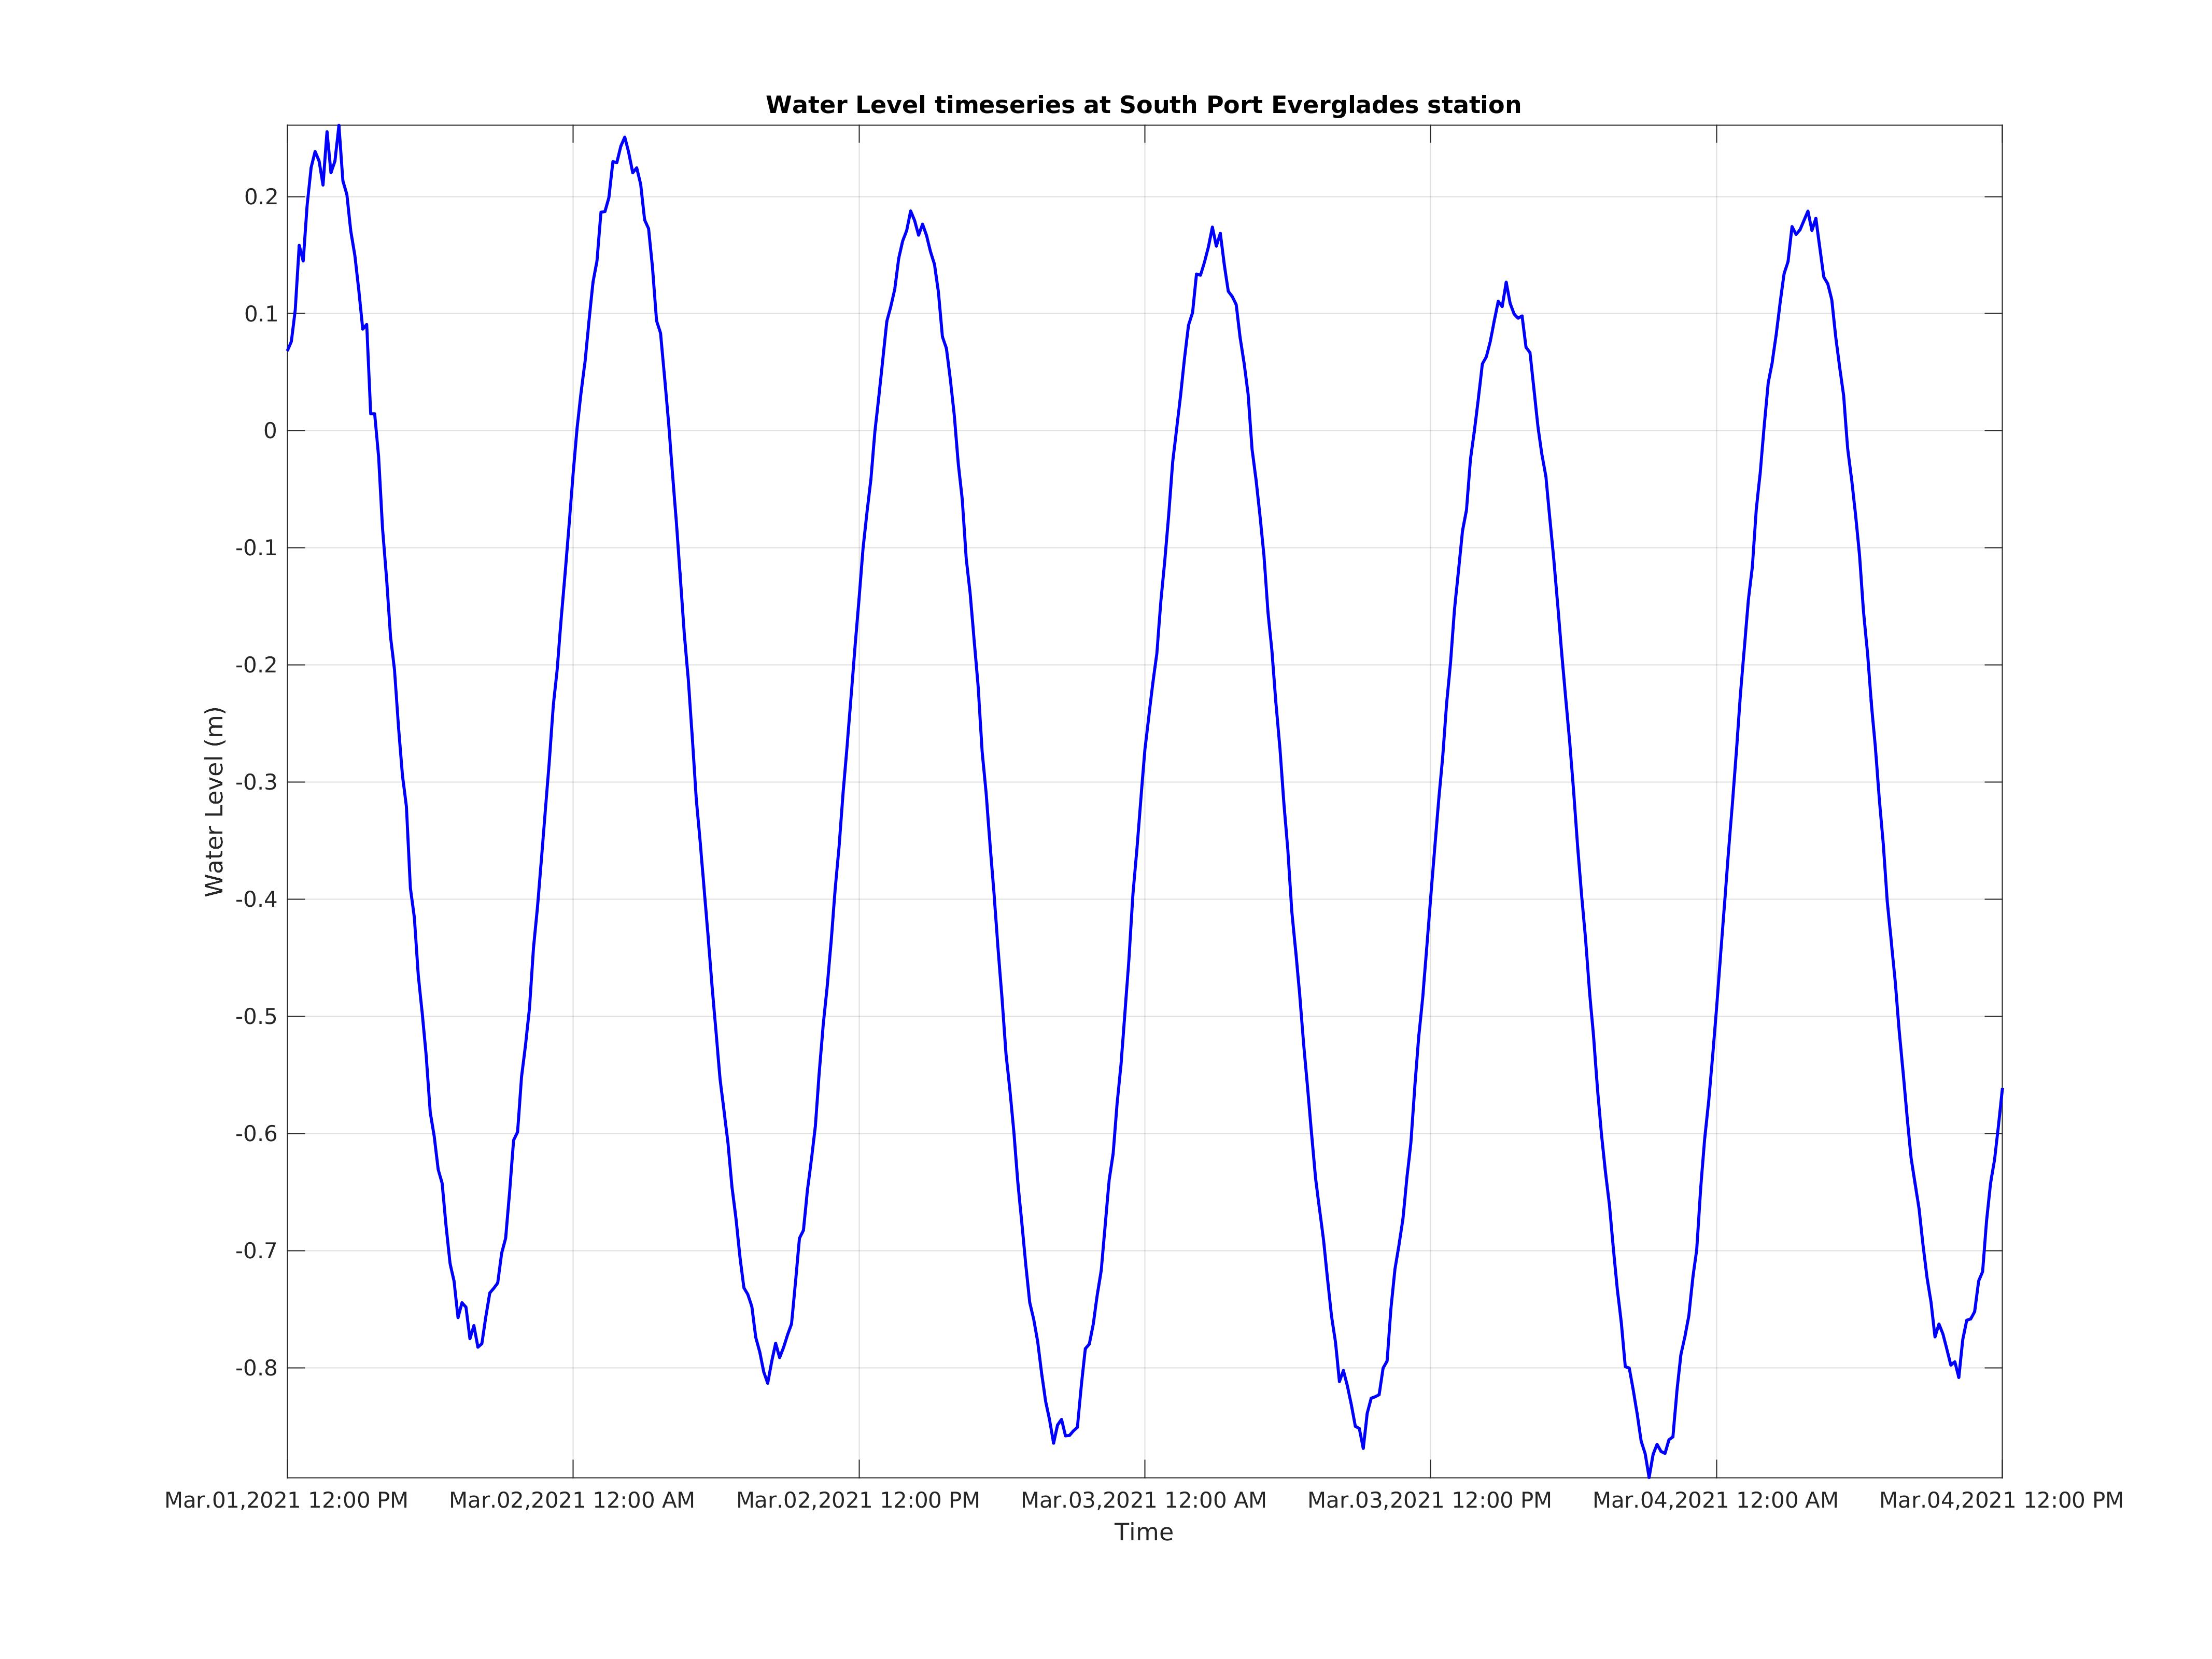 Water Level timeseries at South Port Everglades station
0.2
0.1
0
-0.1
-0.2
-0.3
-0.4
-0.5
-0.6
-0.7
-0.8
Water Level (m)
Mar.01,2021 12:00 PM Mar.02,2021 12:00 AM Mar.02,2021 12:00 PM Mar.03,2021 12:00 AM Mar.03,2021 12:00 PM Mar.04,2021 12:00 AM Mar.04,2021 12:00 PM
Time